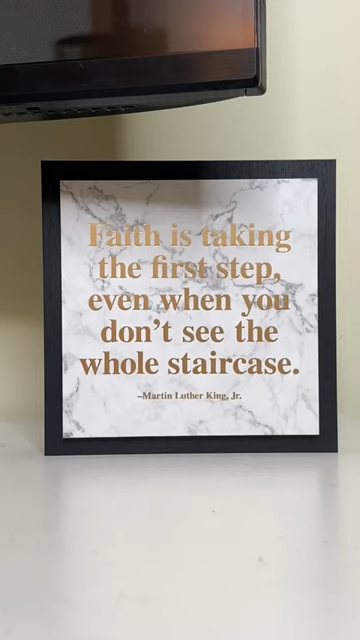 Faith is taking
the first step,
even when you
don't see the
whole staircase.
–Martin Luther King, Jr.